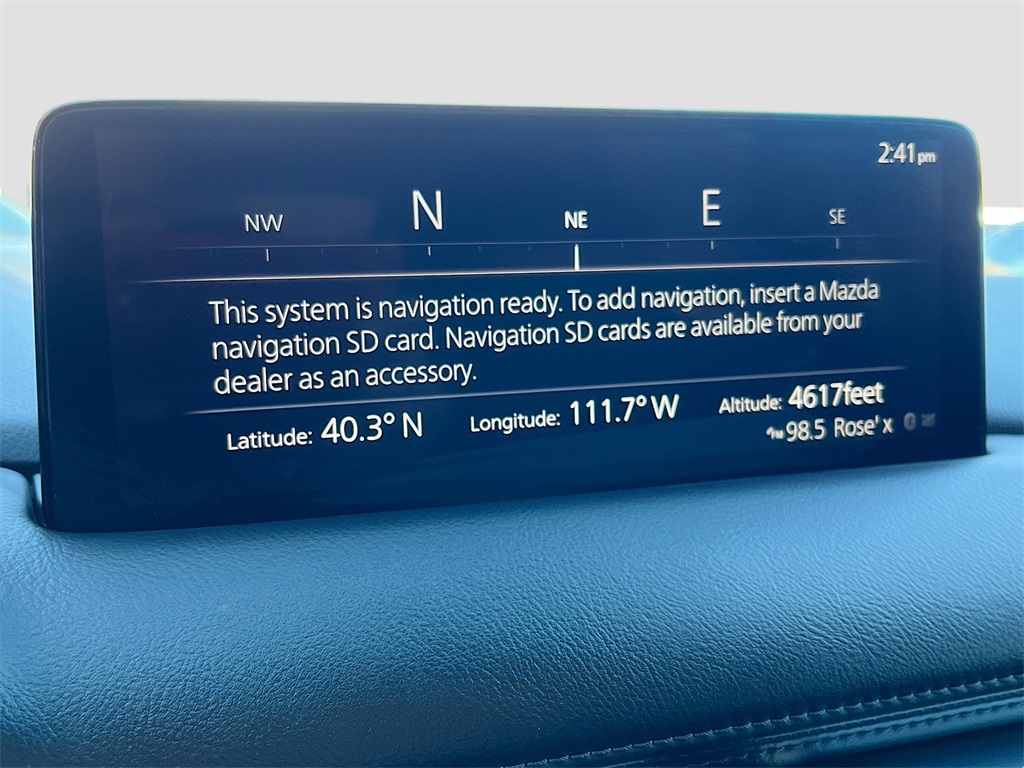 2:41pm
NW N NE E SE
This system is navigation ready. To add navigation, insert a Mazda
navigation SD card. Navigation SD cards are available from your
dealer as an accessory.
Latitude: 40.3° N Longitude: 111.7° W Altitude: 4617feet
FM 98.5 Rose' x